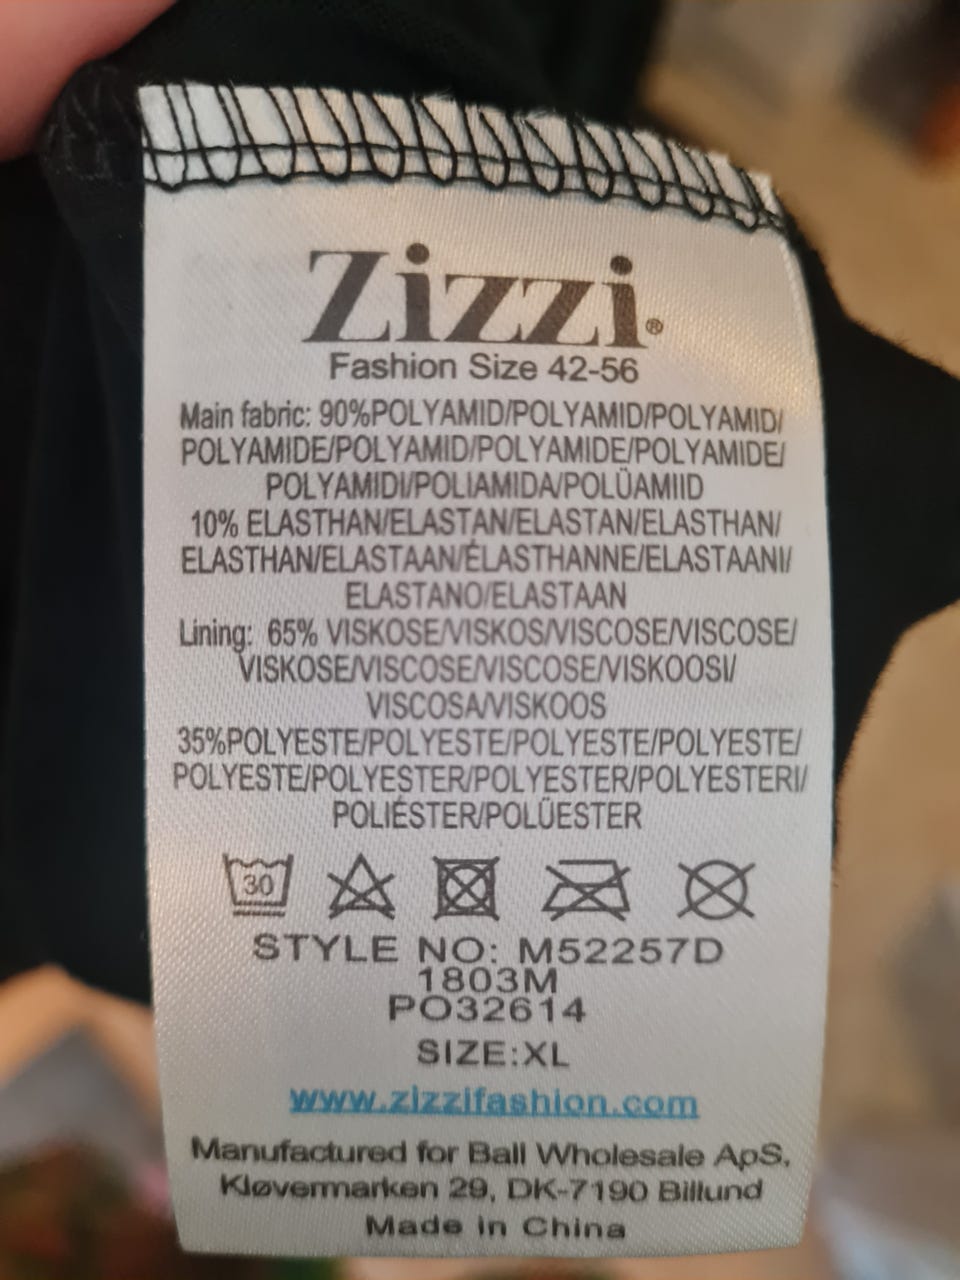 Zizzi®
Fashion Size 42-56
Main fabric: 90%POLYAMID/POLYAMID/POLYAMID/
POLYAMIDE/POLYAMID/POLYAMIDE/POLYAMIDE/
POLYAMIDI/POLIAMIDA/POLÜAMIID
10% ELASTHAN/ELASTAN/ELASTAN/ELASTHAN/
ELASTHAN/ELASTAAN/ÉLASTHANNE/ELASTAANI/
ELASTANO/ELASTAAN
Lining: 65% VISKOSE/VISKOS/VISCOSE/VISCOSE/
VISKOSE/VISCOSE/VISCOSE/VISKOOSI/
VISCOSA/VISKOOS
35%POLYESTE/POLYESTE/POLYESTE/POLYESTE/
POLYESTE/POLYESTER/POLYESTER/POLYESTERI/
POLIÉSTER/POLÜESTER
30
STYLE NO: M52257D
1803M
PO32614
SIZE:XL
www.zizzifashion.com
Manufactured for Ball Wholesale ApS,
Kløvermarken 29, DK-7190 Billund
Made in China